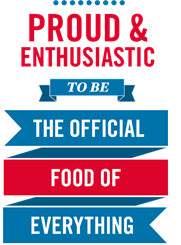 PROUD &
ENTHUSIASTIC
TO BE
THE OFFICIAL
FOOD OF
EVERYTHING